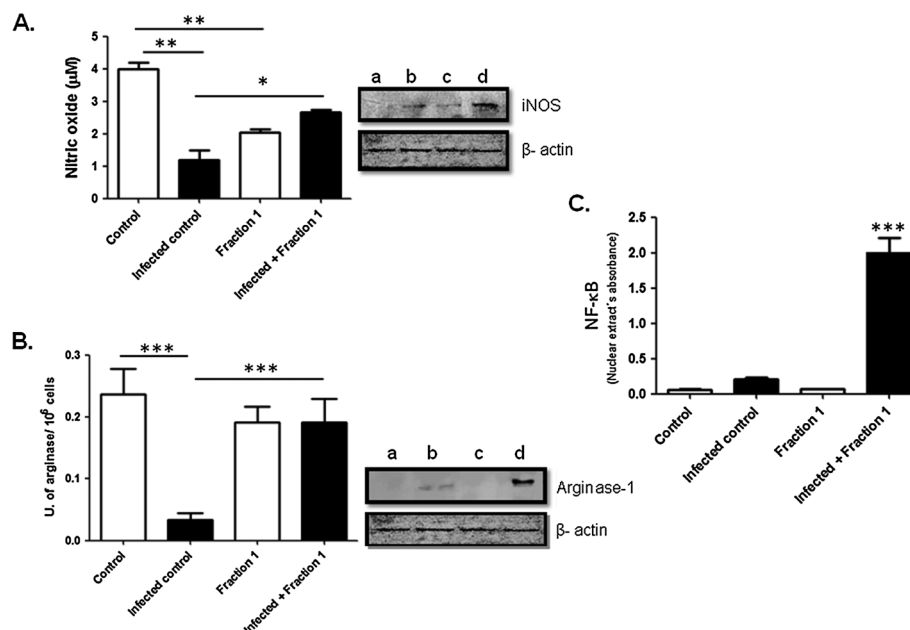 A.
Nitric oxide (µM)
5
4
3
2
1
0
**
**
*
Control
Infected control
Fraction 1
Infected + Fraction 1
a b c d
iNOS
β- actin
B.
U. of arginase/ 10⁶ cells
0.3
0.2
0.1
0.0
***
***
Control
Infected control
Fraction 1
Infected + Fraction 1
a b c d
Arginase-1
β- actin
C.
NF-κB
(Nuclear extract´s absorbance)
2.5
2.0
1.5
1.0
0.5
0.0
***
Control
Infected control
Fraction 1
Infected + Fraction 1